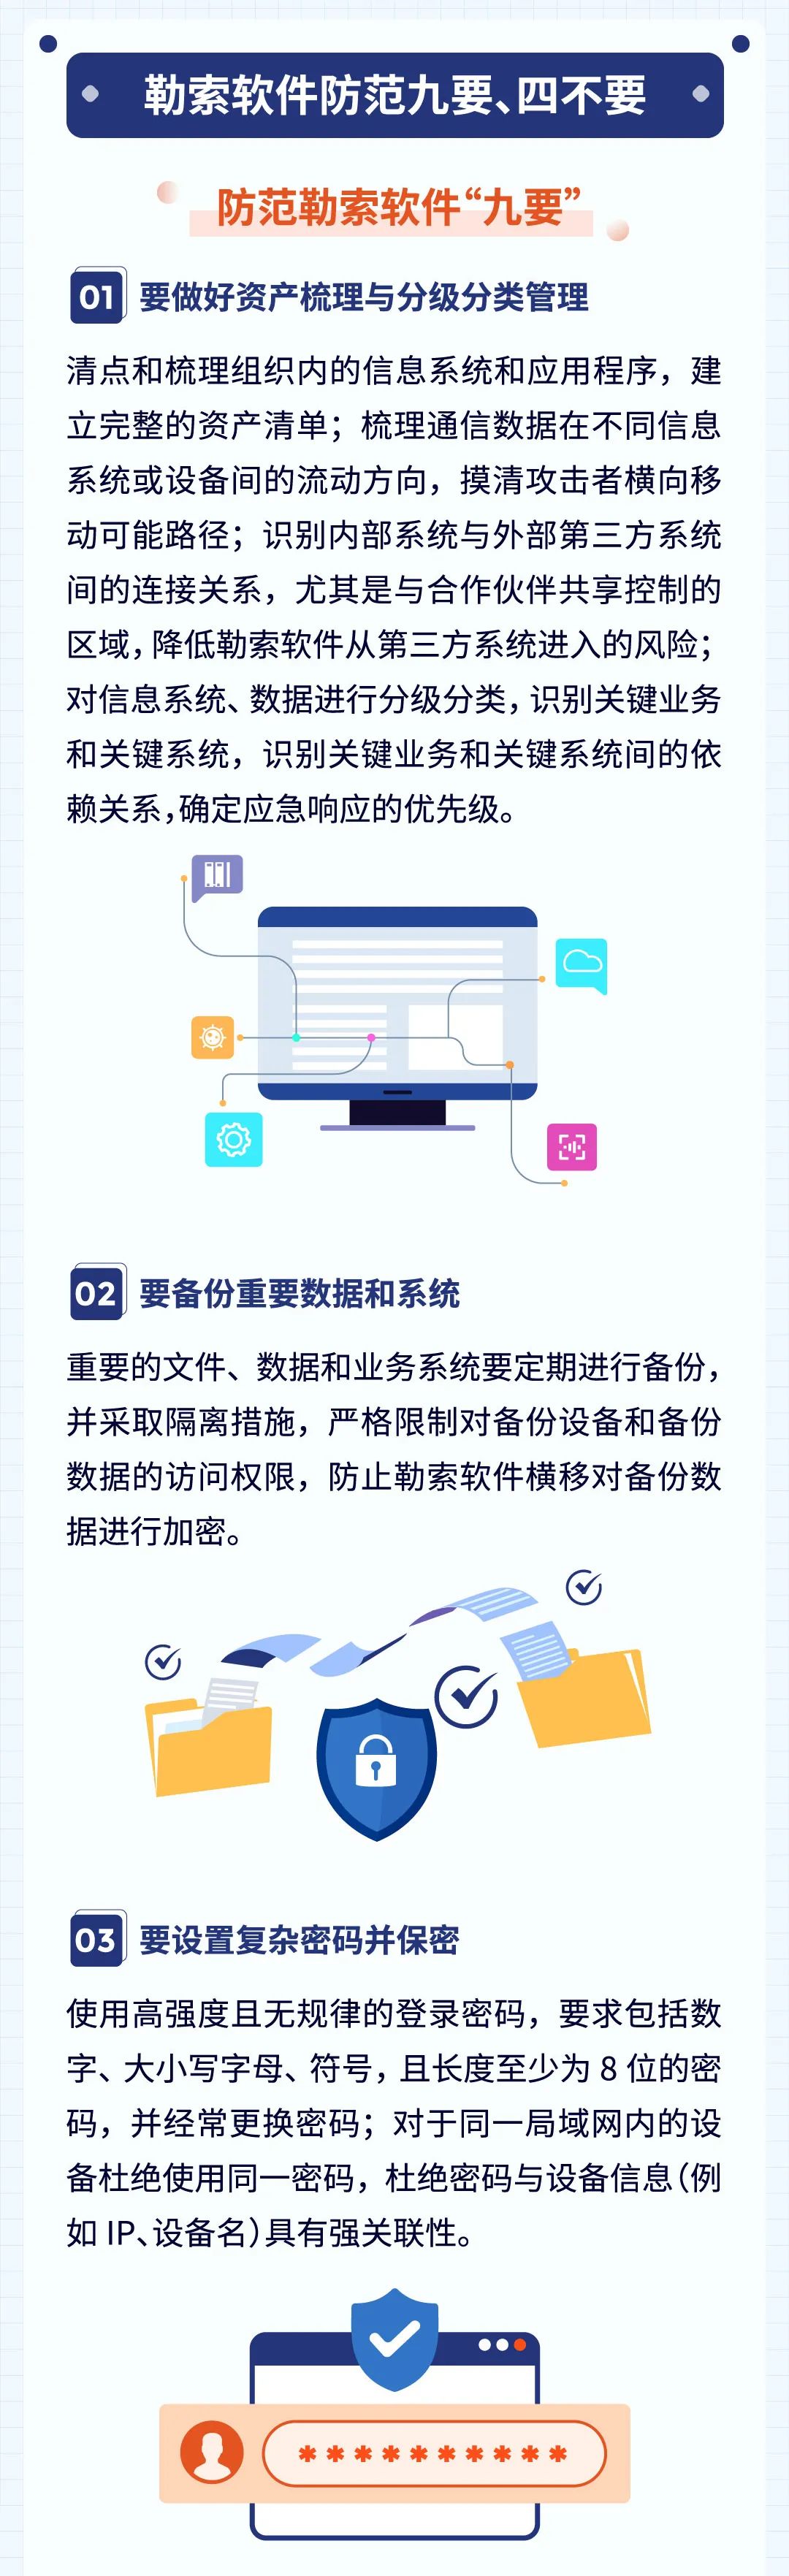 勒索软件防范九要、四不要
防范勒索软件“九要”
01 要做好资产梳理与分级分类管理
清点和梳理组织内的信息系统和应用程序，建
立完整的资产清单；梳理通信数据在不同信息
系统或设备间的流动方向，摸清攻击者横向移
动可能路径；识别内部系统与外部第三方系统
间的连接关系，尤其是与合作伙伴共享控制的
区域，降低勒索软件从第三方系统进入的风险；
对信息系统、数据进行分级分类，识别关键业务
和关键系统，识别关键业务和关键系统间的依
赖关系，确定应急响应的优先级。
02 要备份重要数据和系统
重要的文件、数据和业务系统要定期进行备份，
并采取隔离措施，严格限制对备份设备和备份
数据的访问权限，防止勒索软件横移对备份数
据进行加密。
03 要设置复杂密码并保密
使用高强度且无规律的登录密码，要求包括数
字、大小写字母、符号，且长度至少为 8 位的密
码，并经常更换密码；对于同一局域网内的设
备杜绝使用同一密码，杜绝密码与设备信息（例
如 IP、设备名）具有强关联性。
**********